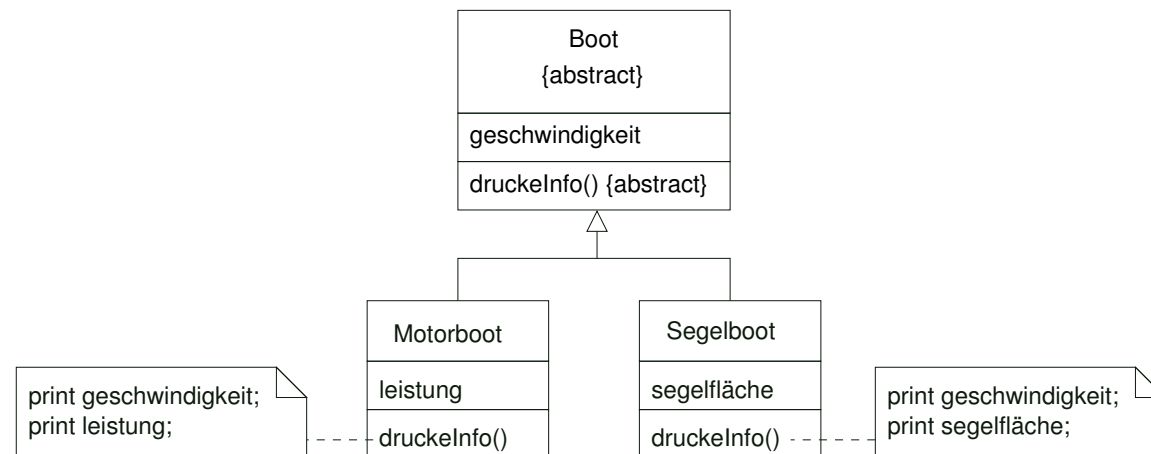 Boot
{abstract}
geschwindigkeit
druckeInfo() {abstract}
Motorboot
leistung
druckeInfo()
print geschwindigkeit;
print leistung;
Segelboot
segelfläche
druckeInfo()
print geschwindigkeit;
print segelfläche;